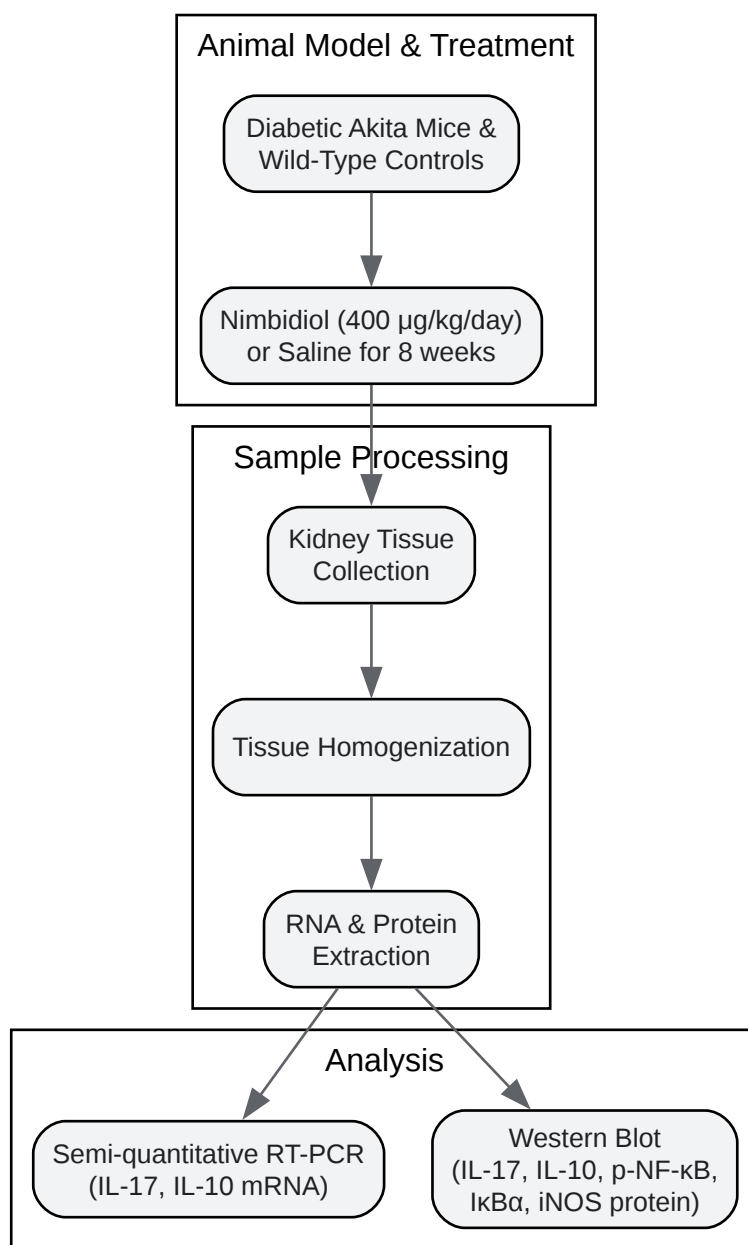 Animal Model & Treatment
Diabetic Akita Mice &
Wild-Type Controls
Nimbidiol (400 μg/kg/day)
or Saline for 8 weeks
Sample Processing
Kidney Tissue
Collection
Tissue Homogenization
RNA & Protein
Extraction
Analysis
Semi-quantitative RT-PCR
(IL-17, IL-10 mRNA)
Western Blot
(IL-17, IL-10, p-NF-κB,
IκBα, iNOS protein)